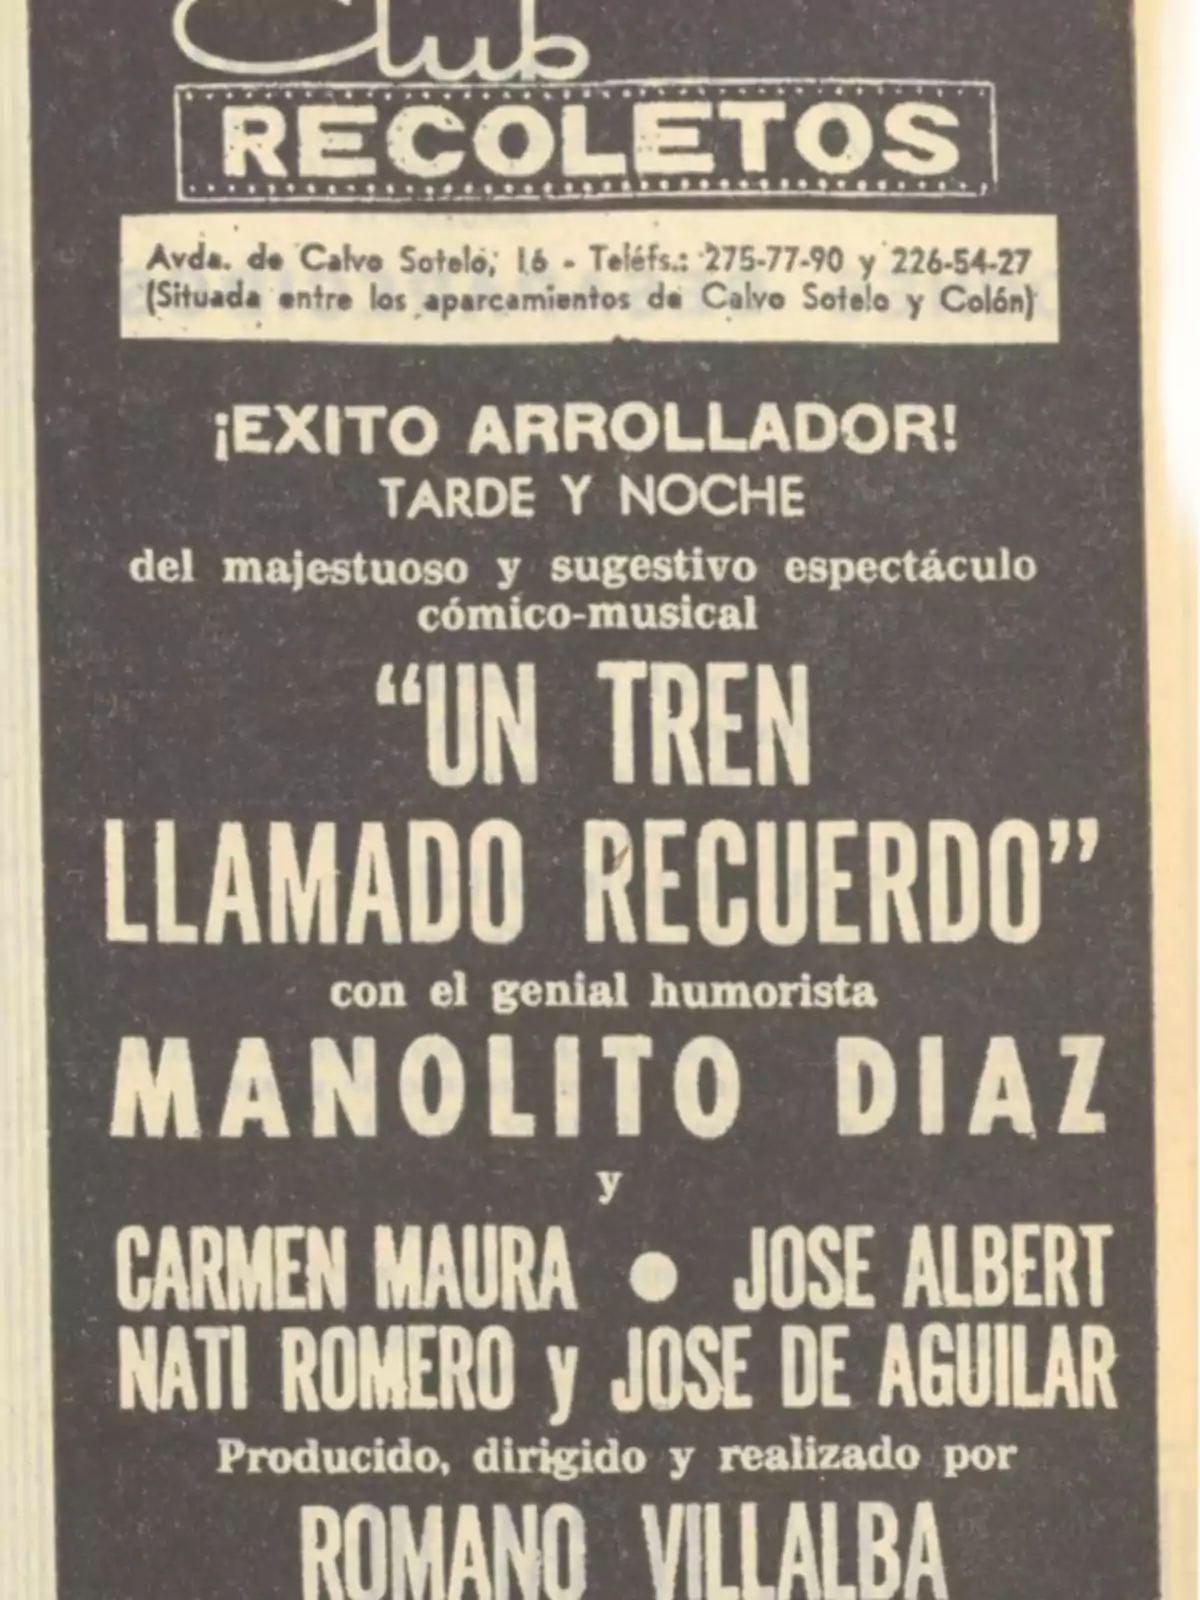 Club
RECOLETOS
Avda. de Calvo Sotelo, 16 - Teléfs.: 275-77-90 y 226-54-27
(Situada entre los aparcamientos de Calvo Sotelo y Colón)
¡EXITO ARROLLADOR!
TARDE Y NOCHE
del majestuoso y sugestivo espectáculo
cómico-musical
“UN TREN
LLAMADO RECUERDO”
con el genial humorista
MANOLITO DIAZ
y
CARMEN MAURA ● JOSE ALBERT
NATI ROMERO y JOSE DE AGUILAR
Producido, dirigido y realizado por
ROMANO VILLALBA